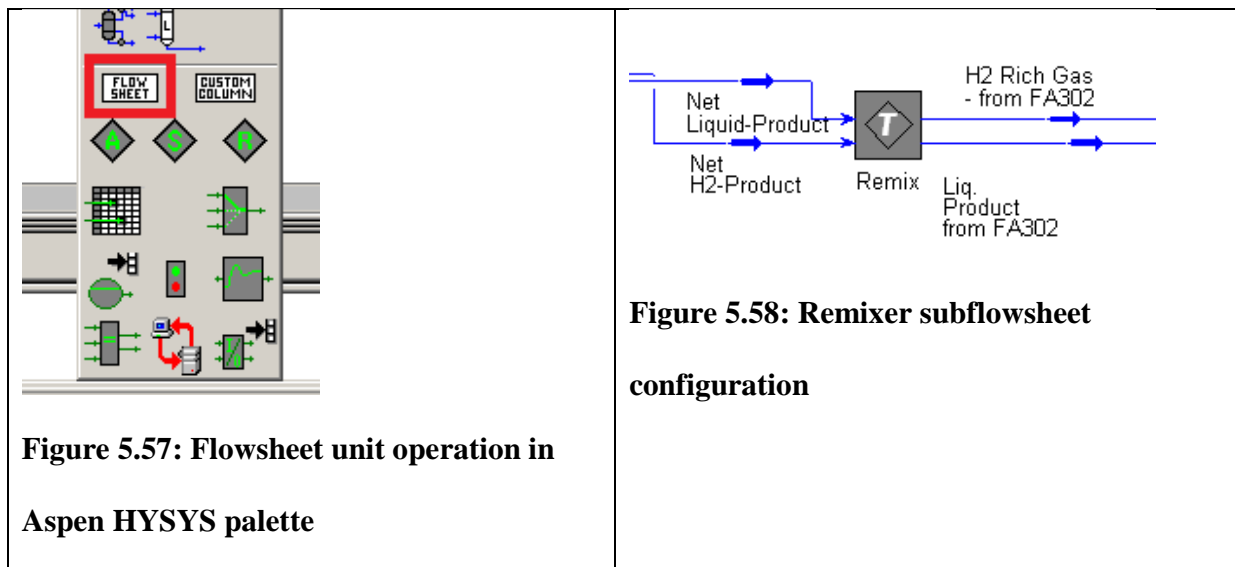 L
FLOW
SHEET
CUSTOM
COLUMN
A
S
R
Figure 5.57: Flowsheet unit operation in
Aspen HYSYS palette
Net
Liquid-Product
Net
H2-Product
T
Remix
H2 Rich Gas
- from FA302
Liq.
Product
from FA302
Figure 5.58: Remixer subflowsheet
configuration